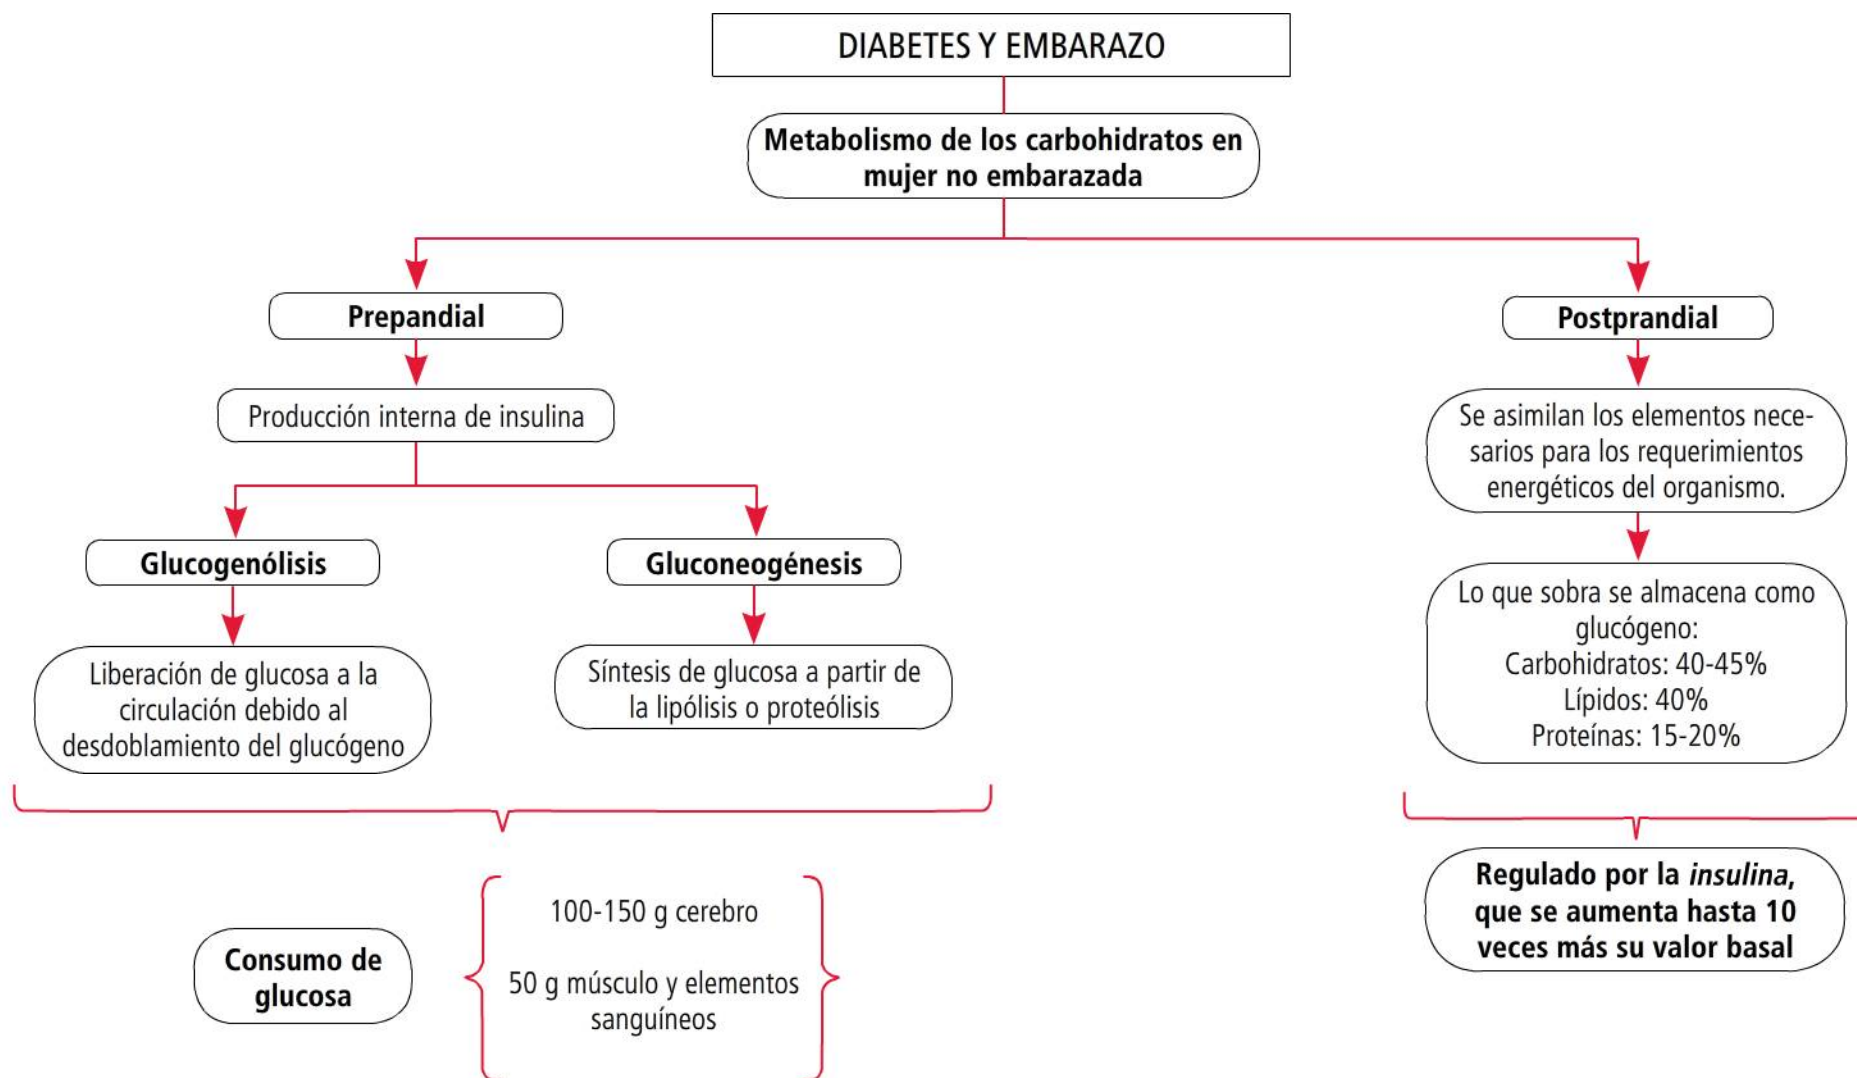 DIABETES Y EMBARAZO
Metabolismo de los carbohidratos en
mujer no embarazada
Prepandial
Producción interna de insulina
Glucogenólisis
Liberación de glucosa a la
circulación debido al
desdoblamiento del glucógeno
Gluconeogénesis
Síntesis de glucosa a partir de
la lipólisis o proteólisis
Consumo de
glucosa
100-150 g cerebro
50 g músculo y elementos
sanguíneos
Postprandial
Se asimilan los elementos nece-
sarios para los requerimientos
energéticos del organismo.
Lo que sobra se almacena como
glucógeno:
Carbohidratos: 40-45%
Lípidos: 40%
Proteínas: 15-20%
Regulado por la insulina,
que se aumenta hasta 10
veces más su valor basal